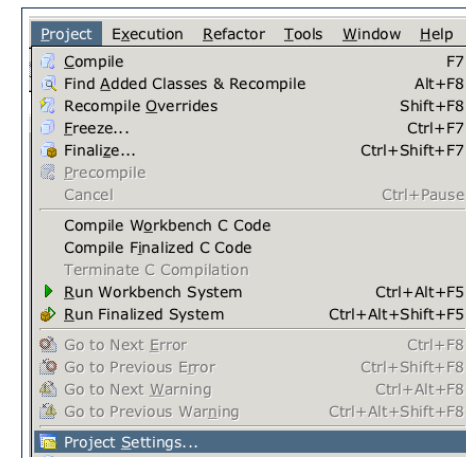 Project Execution Refactor Tools Window Help
Compile F7
Find Added Classes & Recompile Alt+F8
Recompile Overrides Shift+F8
Freeze... Ctrl+F7
Finalize... Ctrl+Shift+F7
Precompile
Cancel Ctrl+Pause
Compile Workbench C Code
Compile Finalized C Code
Terminate C Compilation
Run Workbench System Ctrl+Alt+F5
Run Finalized System Ctrl+Alt+Shift+F5
Go to Next Error Ctrl+F8
Go to Previous Error Ctrl+Shift+F8
Go to Next Warning Ctrl+Alt+F8
Go to Previous Warning Ctrl+Alt+Shift+F8
Project Settings...